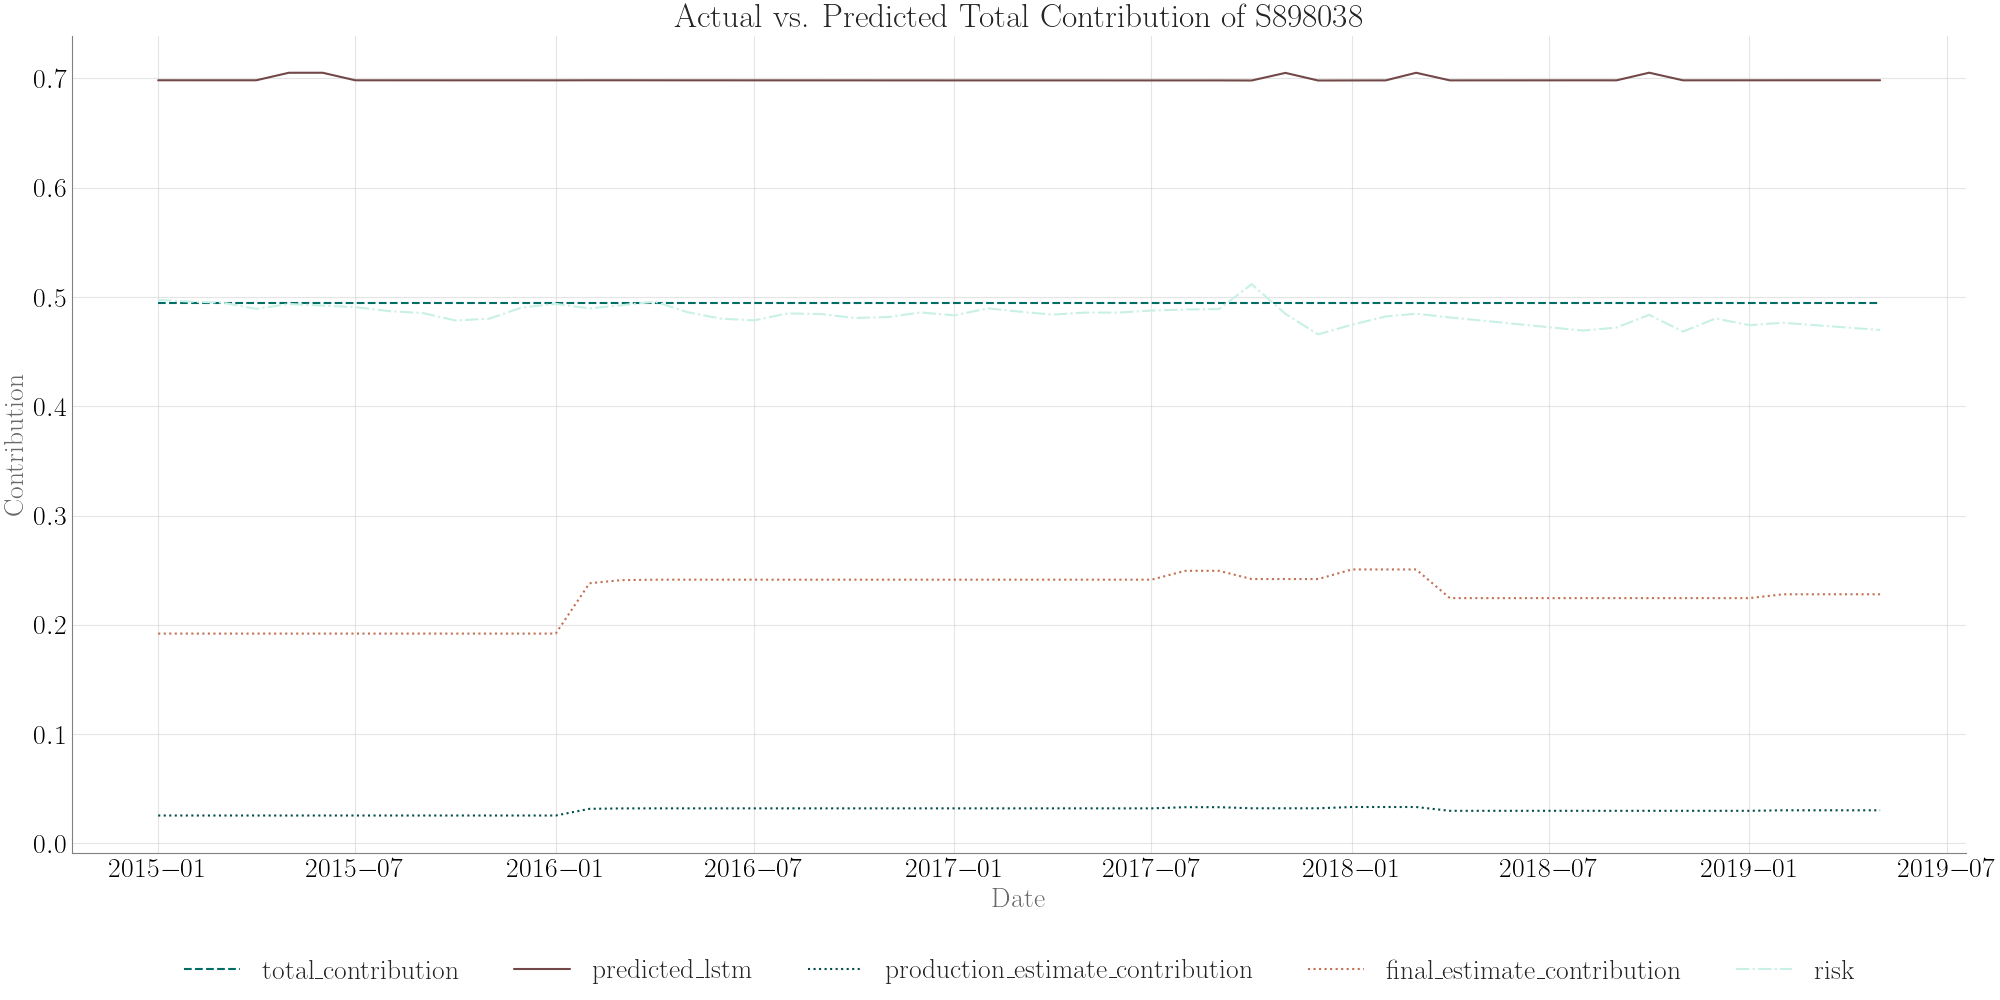 Actual vs. Predicted Total Contribution of S898038
0.7
0.6
0.5
0.4
0.3
0.2
0.1
0.0
Contribution
2015−01 2015−07 2016−01 2016−07 2017−01 2017−07 2018−01 2018−07 2019−01 2019−07
Date
total_contribution predicted_lstm production_estimate_contribution final_estimate_contribution risk